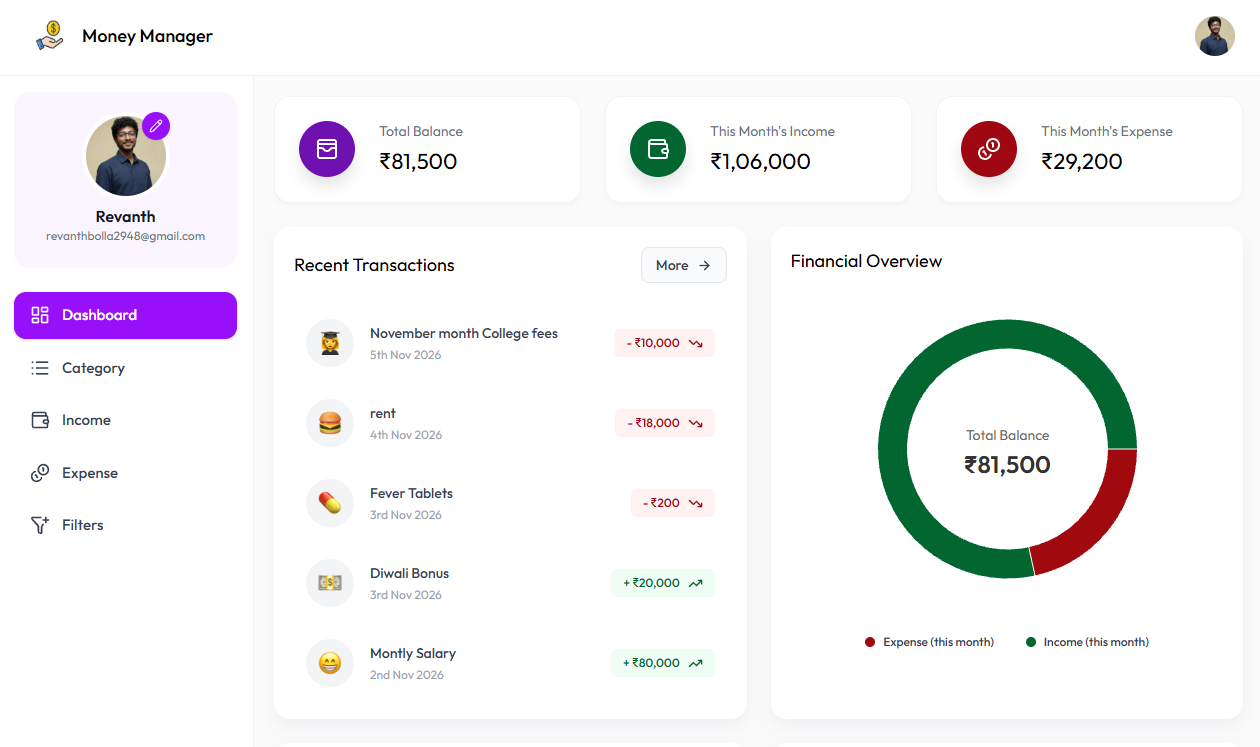 Money Manager
Revanth
revanthbolla2948@gmail.com
Dashboard
Category
Income
Expense
Filters
Total Balance
₹81,500
This Month's Income
₹1,06,000
This Month's Expense
₹29,200
Recent Transactions
More →
November month College fees
5th Nov 2026
- ₹10,000
rent
4th Nov 2026
- ₹18,000
Fever Tablets
3rd Nov 2026
- ₹200
Diwali Bonus
3rd Nov 2026
+ ₹20,000
Montly Salary
2nd Nov 2026
+ ₹80,000
Financial Overview
Total Balance
₹81,500
Expense (this month)
Income (this month)